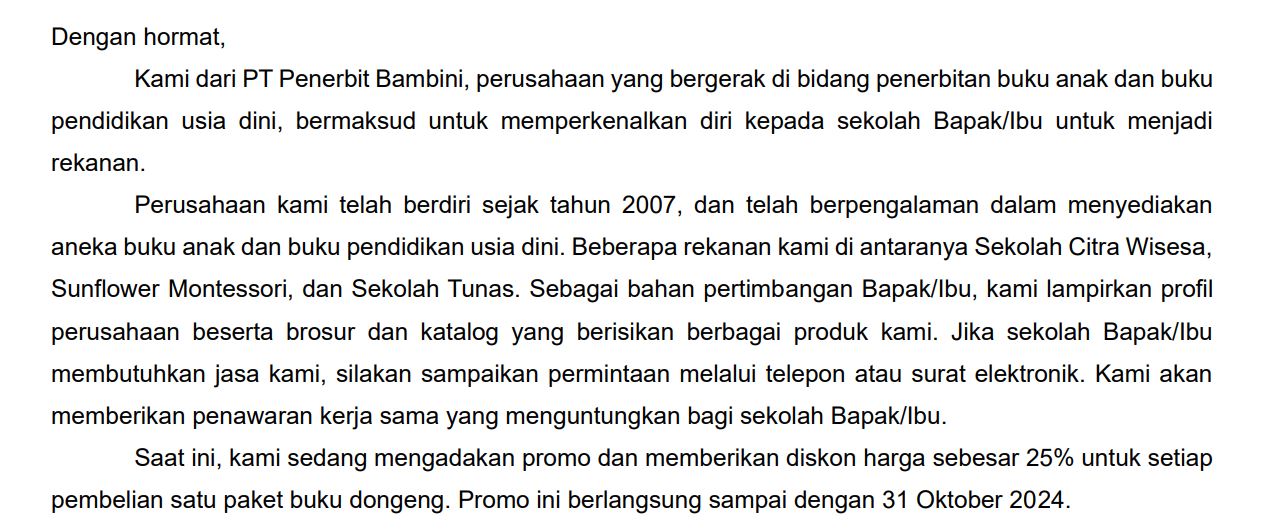 Dengan hormat,
Kami dari PT Penerbit Bambini, perusahaan yang bergerak di bidang penerbitan buku anak dan buku
pendidikan usia dini, bermaksud untuk memperkenalkan diri kepada sekolah Bapak/Ibu untuk menjadi
rekanan.
Perusahaan kami telah berdiri sejak tahun 2007, dan telah berpengalaman dalam menyediakan
aneka buku anak dan buku pendidikan usia dini. Beberapa rekanan kami di antaranya Sekolah Citra Wisesa,
Sunflower Montessori, dan Sekolah Tunas. Sebagai bahan pertimbangan Bapak/Ibu, kami lampirkan profil
perusahaan beserta brosur dan katalog yang berisikan berbagai produk kami. Jika sekolah Bapak/Ibu
membutuhkan jasa kami, silakan sampaikan permintaan melalui telepon atau surat elektronik. Kami akan
memberikan penawaran kerja sama yang menguntungkan bagi sekolah Bapak/Ibu.
Saat ini, kami sedang mengadakan promo dan memberikan diskon harga sebesar 25% untuk setiap
pembelian satu paket buku dongeng. Promo ini berlangsung sampai dengan 31 Oktober 2024.